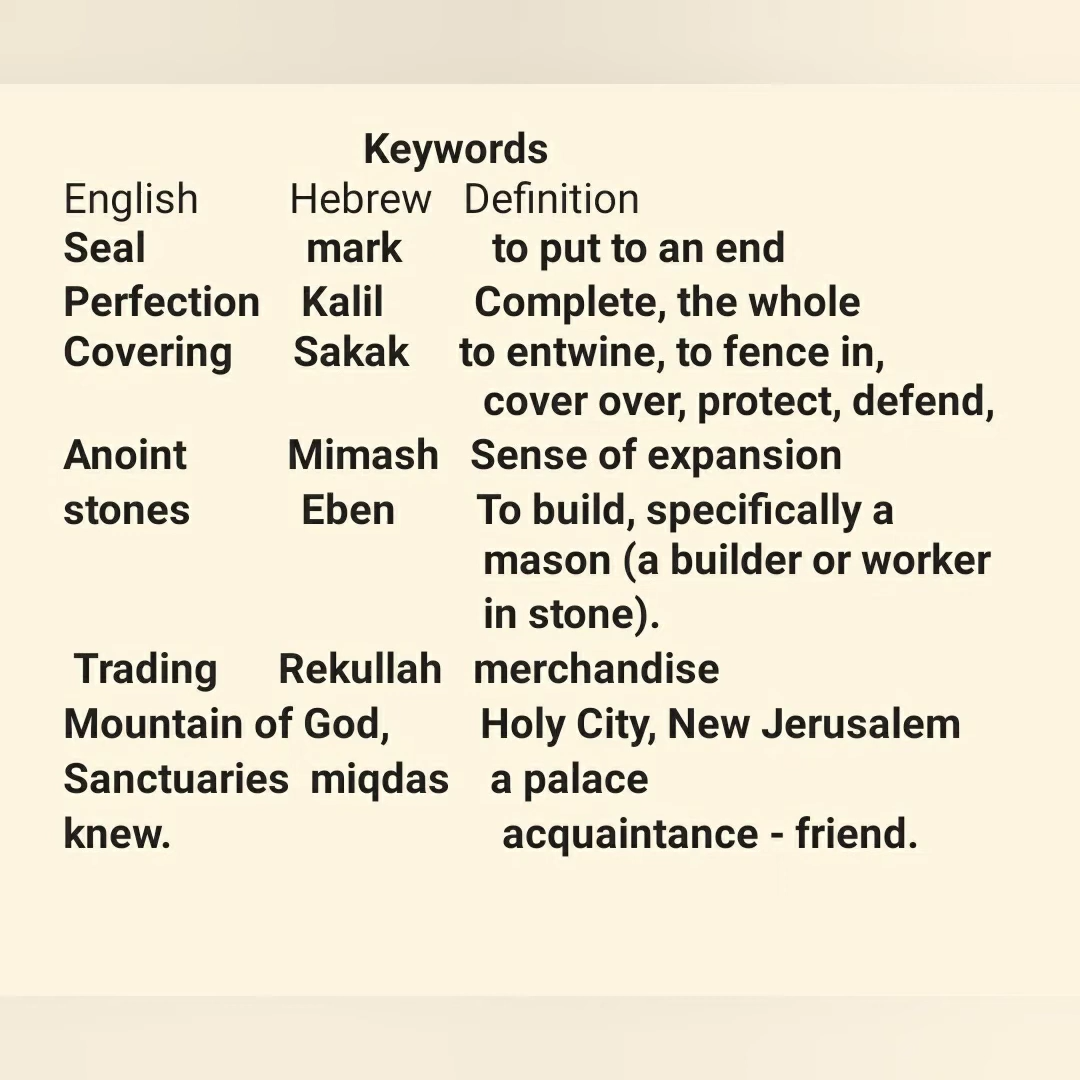 Keywords
English Hebrew Definition
Seal mark to put to an end
Perfection Kalil Complete, the whole
Covering Sakak to entwine, to fence in,
cover over, protect, defend,
Anoint Mimash Sense of expansion
stones Eben To build, specifically a
mason (a builder or worker
in stone).
Trading Rekullah merchandise
Mountain of God, Holy City, New Jerusalem
Sanctuaries miqdas a palace
knew. acquaintance - friend.